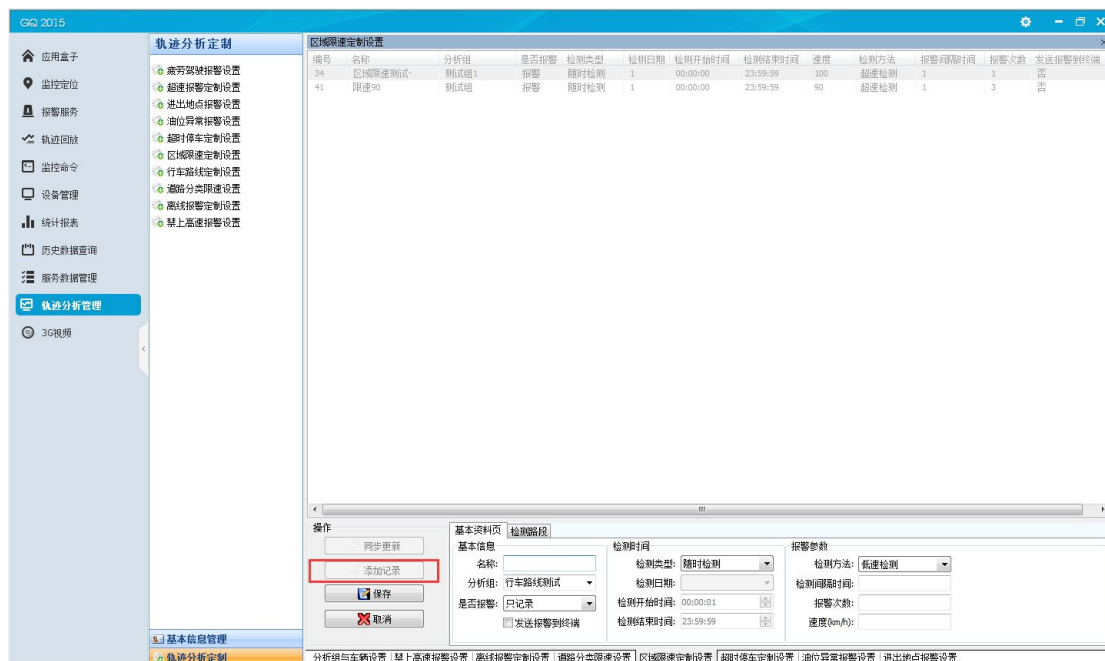 GQ 2015
应用盒子
监控定位
报警服务
轨迹回放
监控命令
设备管理
统计报表
历史数据查询
服务数据管理
轨迹分析管理
3G视频
轨迹分析定制
疲劳驾驶报警设置
超速报警定制设置
进出地点报警设置
油位异常报警设置
超时停车定制设置
区域限速定制设置
行车路线定制设置
道路分类限速设置
离线报警定制设置
禁上高速报警设置
基本信息管理
轨迹分析定制
区域限速定制设置
编号 名称 分析组 是否报警 检测类型 检测日期 检测开始时间 检测结束时间 速度 检测方法 报警间隔时间 报警次数 发送报警到终端
34 区域限速测试- 测试组1 报警 随时检测 1 00:00:00 23:59:59 100 超速检测 1 1 否
41 限速90 测试组 报警 随时检测 1 00:00:00 23:59:59 90 超速检测 1 3 否
操作
同步更新
添加记录
保存
取消
基本资料页 检测路段
基本信息
名称:
分析组: 行车路线测试
是否报警: 只记录
发送报警到终端
检测时间
检测类型: 随时检测
检测日期:
检测开始时间: 00:00:01
检测结束时间: 23:59:59
报警参数
检测方法: 低速检测
检测间隔时间:
报警次数:
速度(km/h):
分析组与车辆设置 禁上高速报警设置 离线报警定制设置 道路分类限速设置 区域限速定制设置 超时停车定制设置 油位异常报警设置 进出地点报警设置